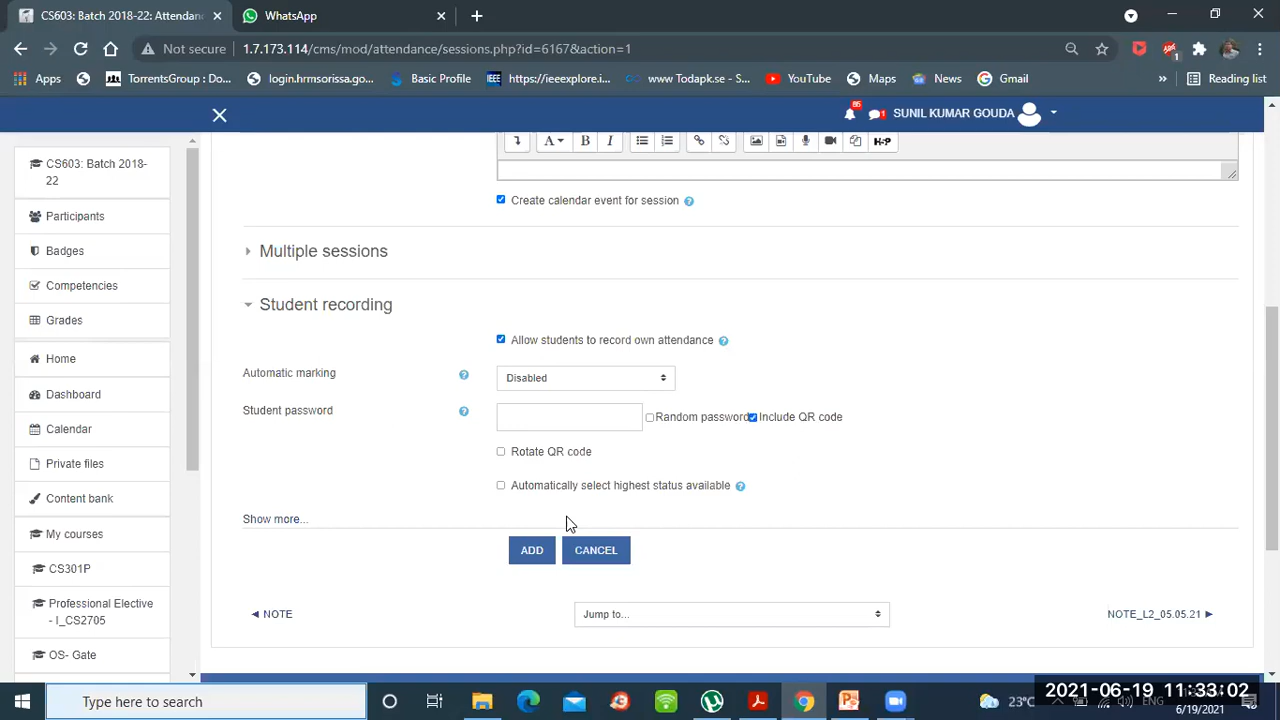 CS603: Batch 2018-22: Attendan
WhatsApp
Not secure
1.7.173.114/cms/mod/attendance/sessions.php?id=6167&action=1
Apps
TorrentsGroup : Do...
login.hrmsorissa.go...
Basic Profile
https://ieeexplore.i...
www Todapk.se - S...
YouTube
Maps
News
Gmail
Reading list
86
1
SUNIL KUMAR GOUDA
CS603: Batch 2018-
22
Participants
Badges
Competencies
Grades
Home
Dashboard
Calendar
Private files
Content bank
My courses
CS301P
Professional Elective
- I_CS2705
OS- Gate
A B I H-P
Create calendar event for session
Multiple sessions
Student recording
Allow students to record own attendance
Automatic marking
Disabled
Student password
Random password
Include QR code
Rotate QR code
Automatically select highest status available
Show more...
ADD
CANCEL
NOTE
Jump to...
NOTE_L2_05.05.21
Type here to search
23°C
2021-06-19 11:33:02
ENG
6/19/2021